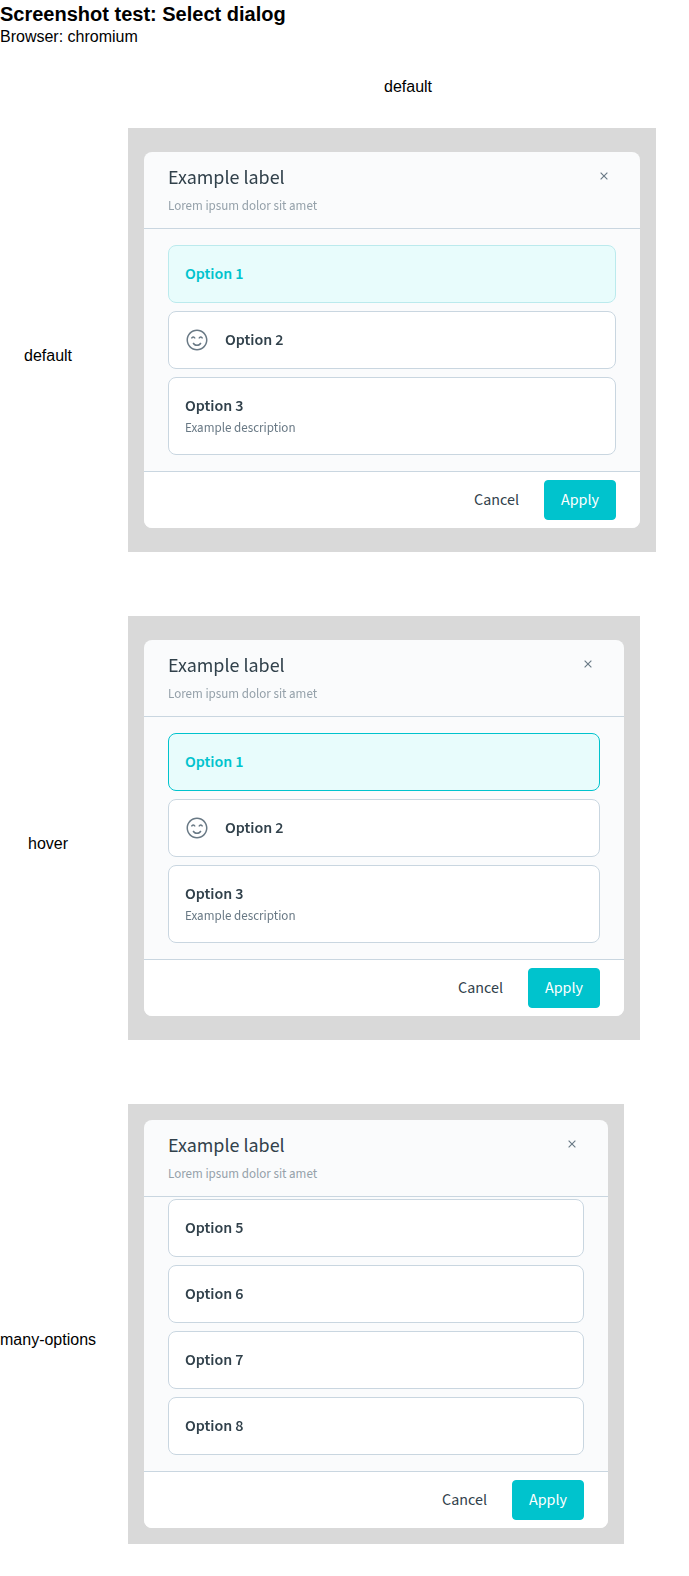 Screenshot test: Select dialog
Browser: chromium
default
default
Example label
×
Lorem ipsum dolor sit amet
Option 1
Option 2
Option 3
Example description
Cancel
Apply
hover
Example label
×
Lorem ipsum dolor sit amet
Option 1
Option 2
Option 3
Example description
Cancel
Apply
many-options
Example label
×
Lorem ipsum dolor sit amet
Option 5
Option 6
Option 7
Option 8
Cancel
Apply